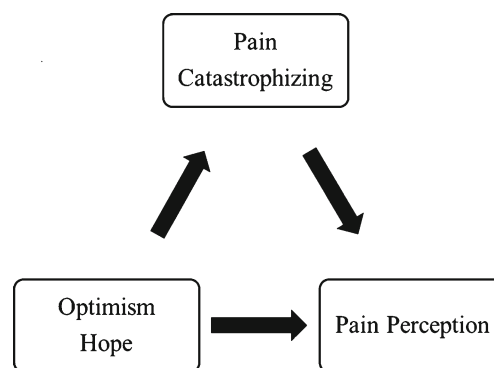 Pain
Catastrophizing
Optimism
Hope
Pain Perception